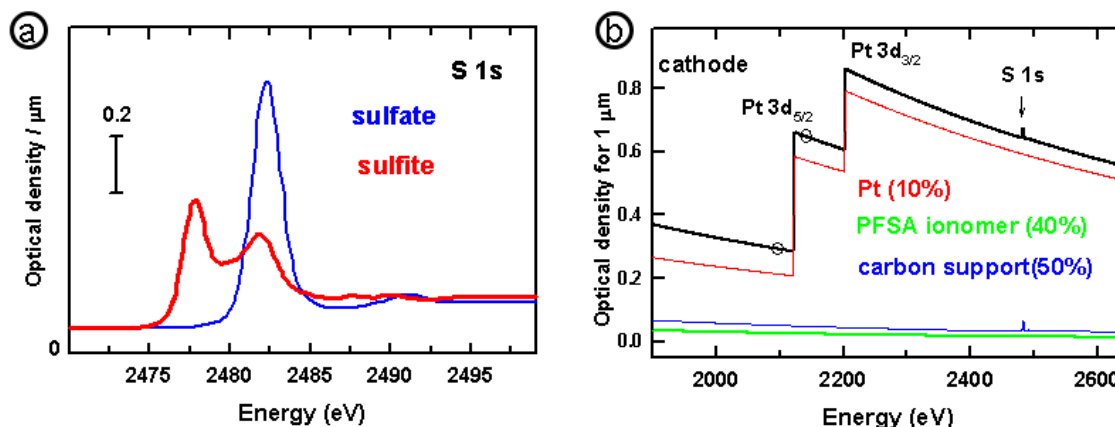 a
S 1s
0.2
sulfate
sulfite
Optical density / μm
0
2475 2480 2485 2490 2495
Energy (eV)
b
cathode
Pt 3d3/2
Pt 3d5/2
S 1s
Pt (10%)
PFSA ionomer (40%)
carbon support(50%)
Optical density for 1 μm
0.8
0.6
0.4
0.2
0.0
2000 2200 2400 2600
Energy (eV)